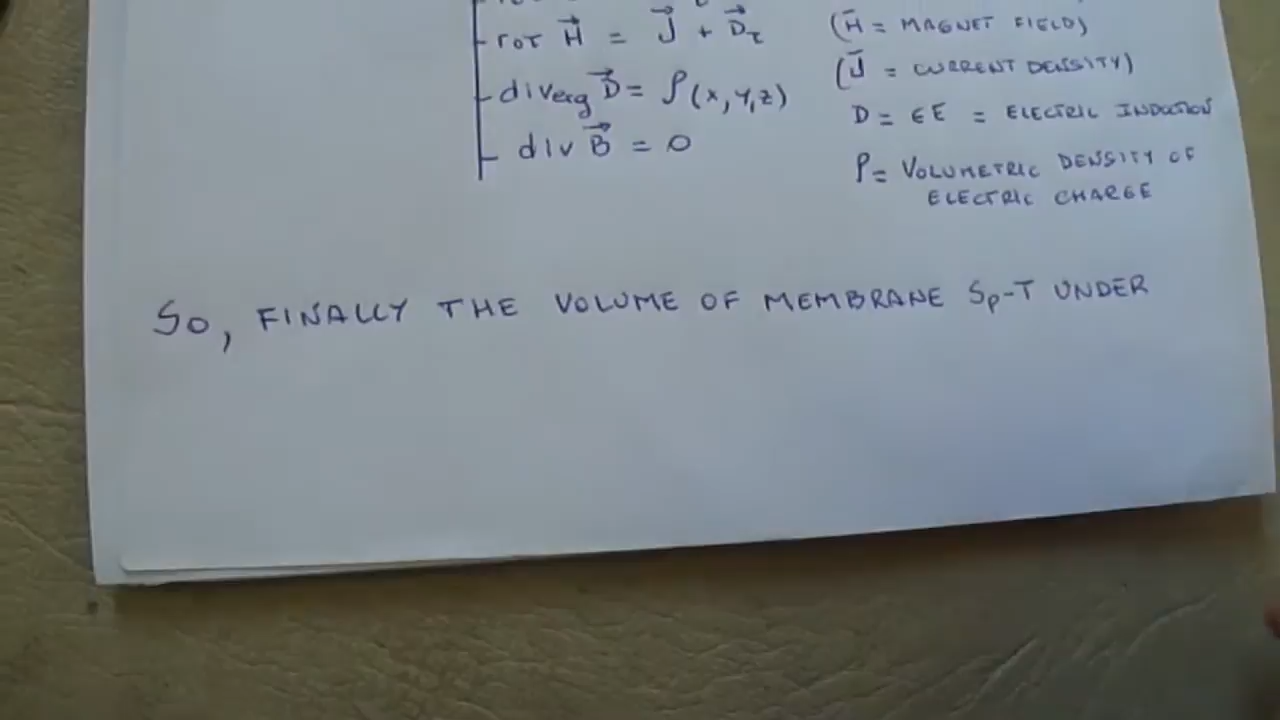 rot H⃗ = J⃗ + D⃗τ (H̄ = MAGNET FIELD)
(J̄ = CURRENT DENSITY)
diverg D⃗ = ρ(x, y, z)
D = ϵE = ELECTRIC INDUCTION
div B⃗ = 0
ρ = VOLUMETRIC DENSITY OF
ELECTRIC CHARGE
SO, FINALLY THE VOLUME OF MEMBRANE Sp-T UNDER